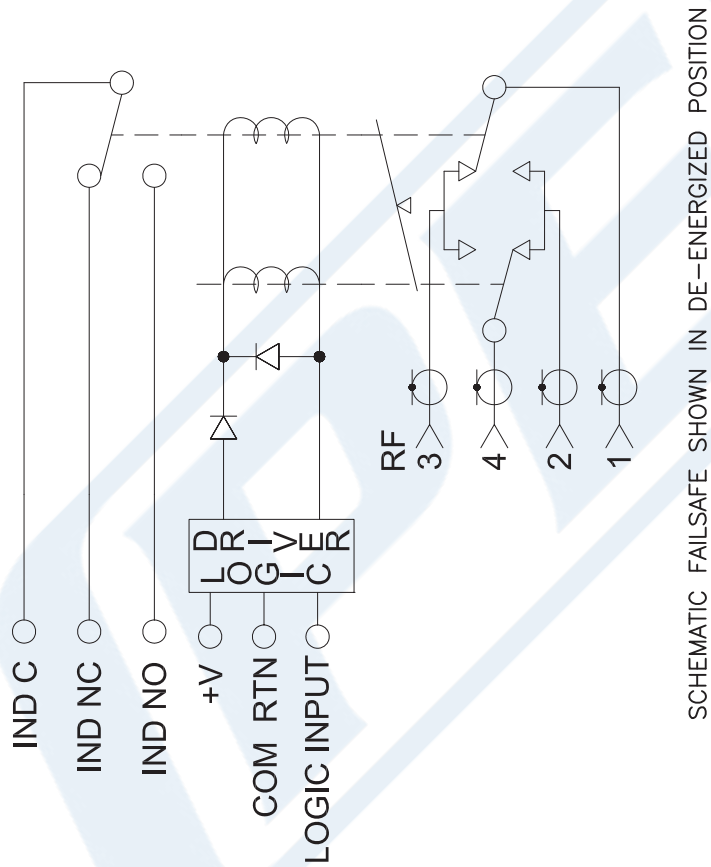 IND C
IND NC
IND NO
+V
COM RTN
LOGIC INPUT
LOGIC
DRIVER
RF
3
4
2
1
SCHEMATIC FAILSAFE SHOWN IN DE-ENERGIZED POSITION